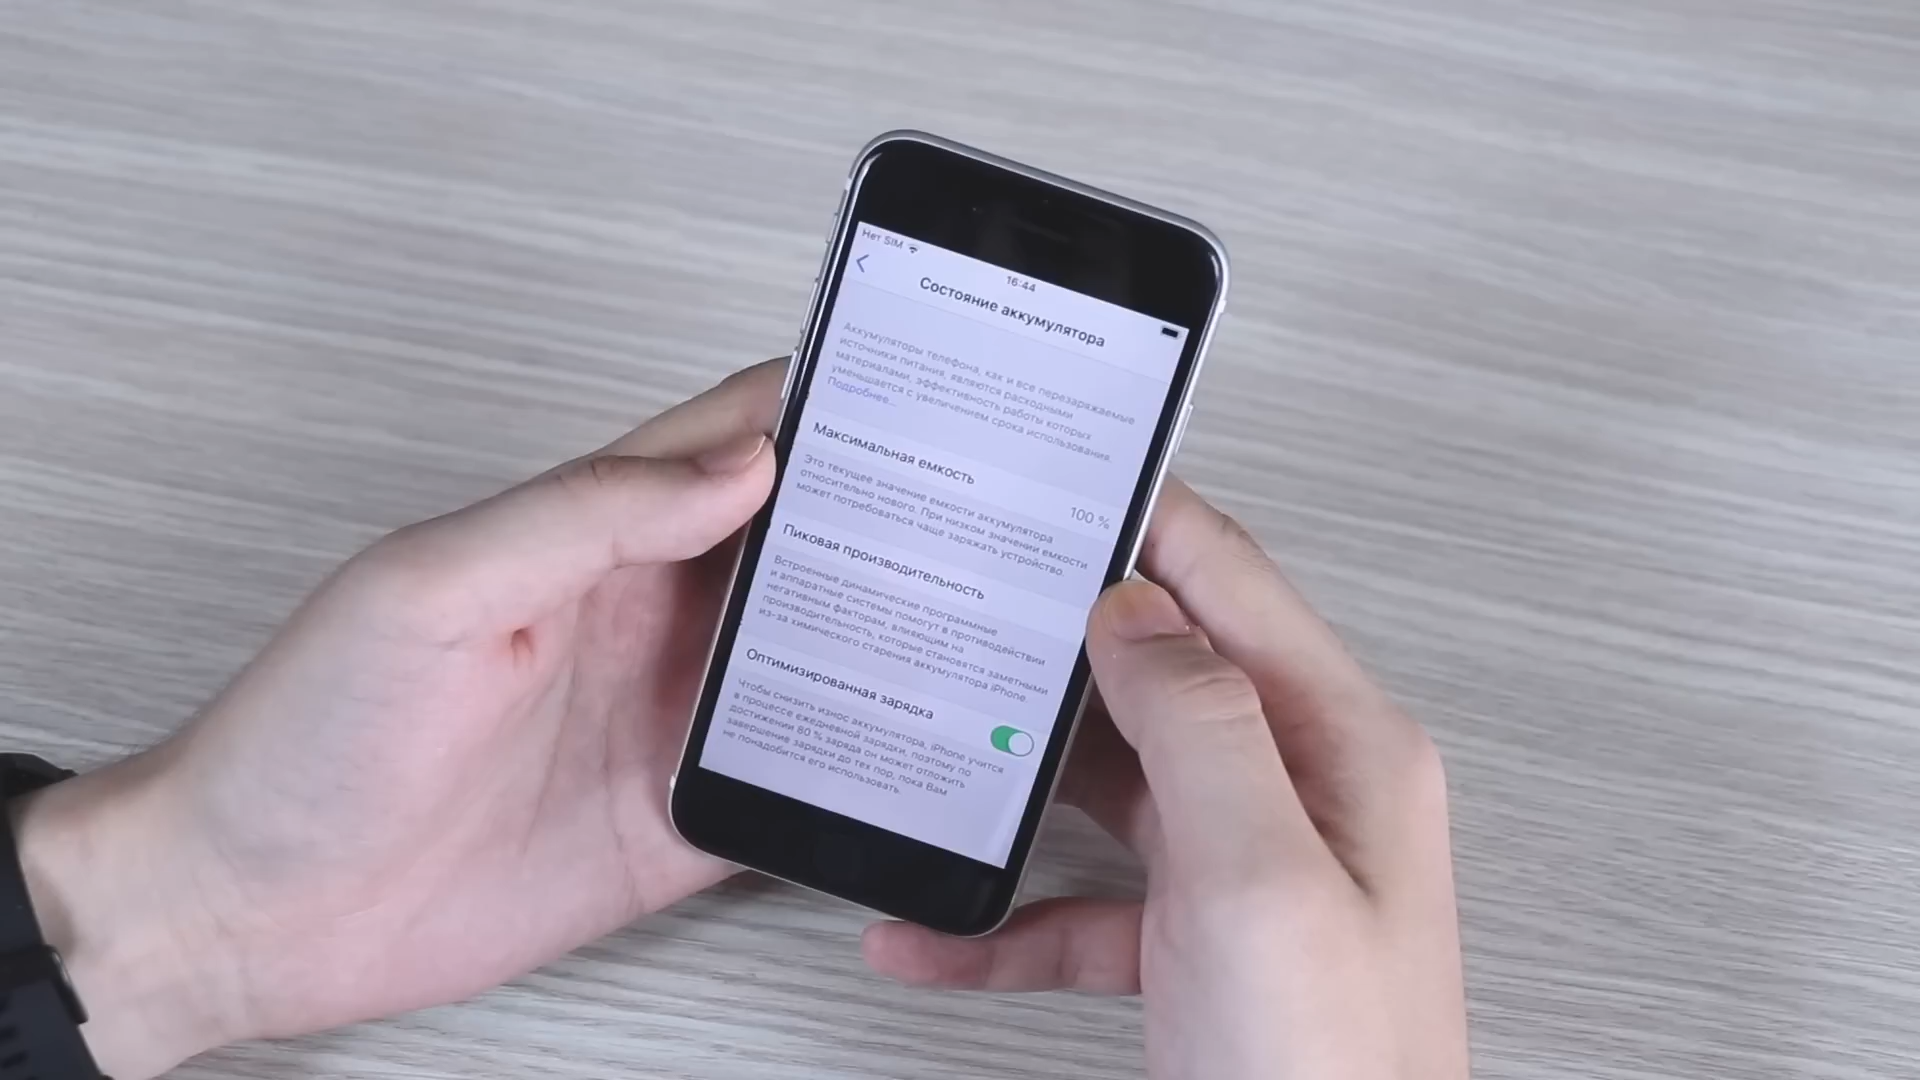 Нет SIM
16:44
Состояние аккумулятора
Аккумуляторы телефона, как и все перезаряжаемые
источники питания, являются расходными
материалами, эффективность работы которых
уменьшается с увеличением срока использования.
Подробнее...
Максимальная емкость
100 %
Это текущее значение емкости аккумулятора
относительно нового. При низком значении емкости
может потребоваться чаще заряжать устройство.
Пиковая производительность
Встроенные динамические программные
и аппаратные системы помогут в противодействии
негативным факторам, влияющим на
производительность, которые становятся заметными
из-за химического старения аккумулятора iPhone.
Оптимизированная зарядка
Чтобы снизить износ аккумулятора, iPhone учится
в процессе ежедневной зарядки, поэтому по
достижении 80 % заряда он может отложить
завершение зарядки до тех пор, пока Вам
не понадобится его использовать.